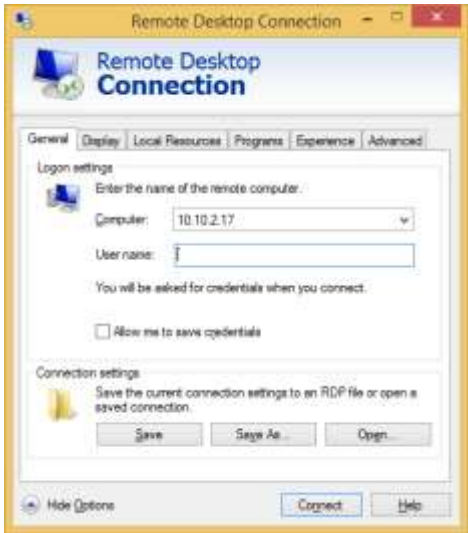 Remote Desktop Connection
Remote Desktop
Connection
General Display Local Resources Programs Experience Advanced
Logon settings
Enter the name of the remote computer.
Computer: 10.10.2.17
User name:
You will be asked for credentials when you connect.
Allow me to save credentials
Connection settings
Save the current connection settings to an RDP file or open a
saved connection.
Save Save As... Open...
Hide Options Connect Help